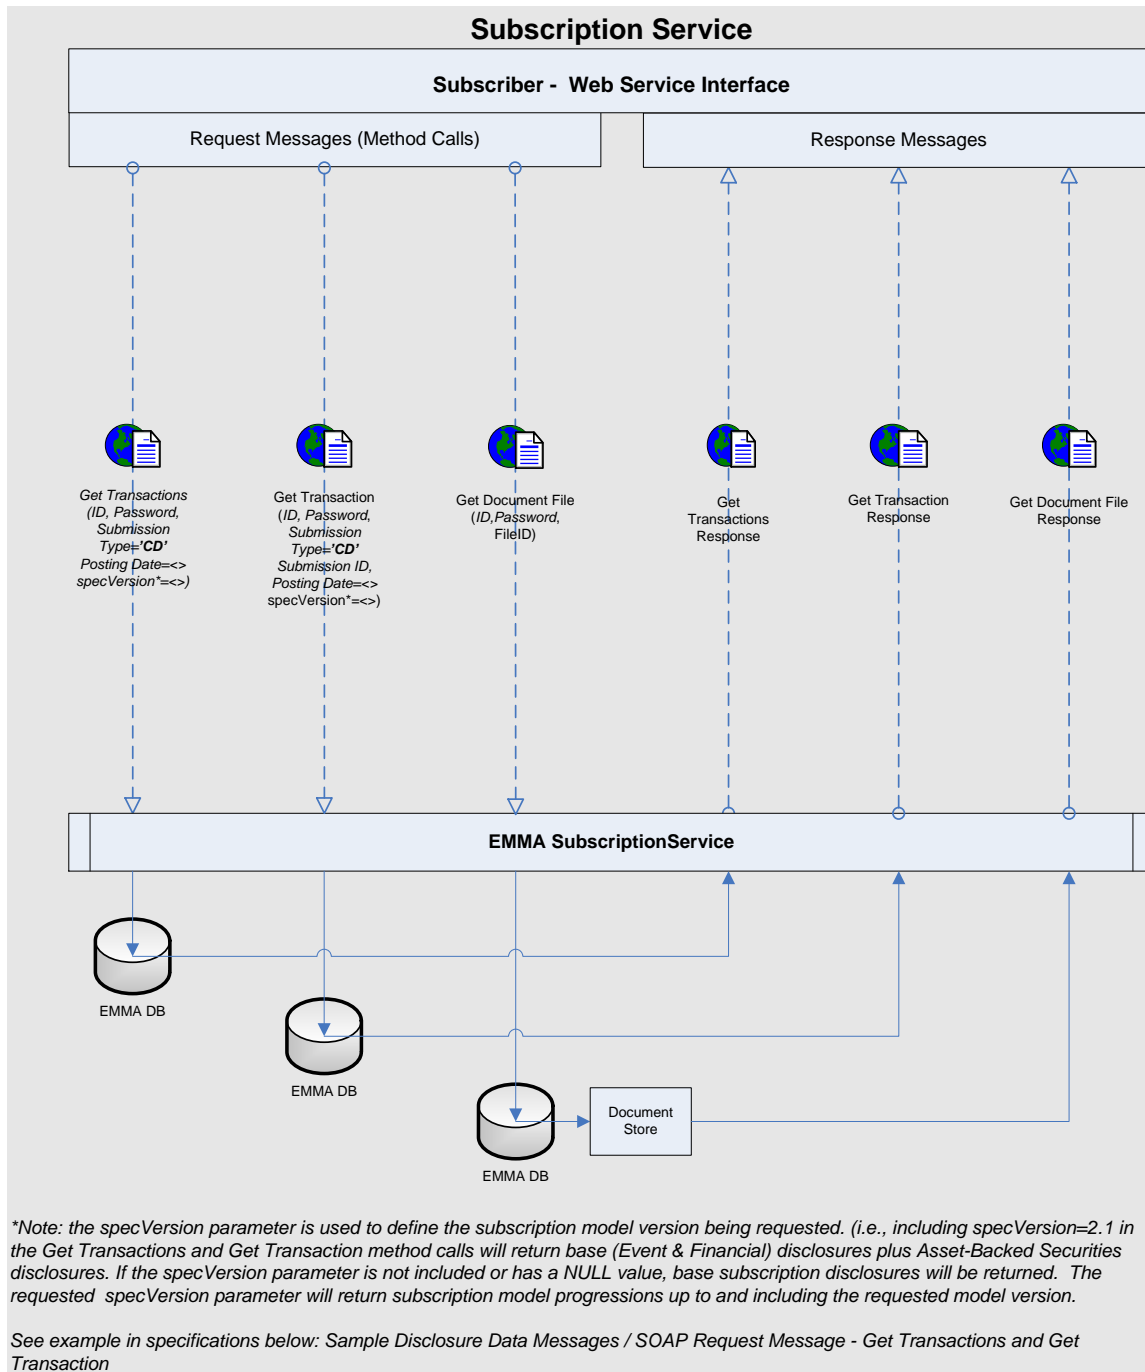 Subscription Service
Subscriber - Web Service Interface
Request Messages (Method Calls)
Response Messages
Get Transactions
(ID, Password,
Submission
Type='CD'
Posting Date=<>
specVersion*=<>)
Get Transaction
(ID, Password,
Submission
Type='CD'
Submission ID,
Posting Date=<>
specVersion*=<>)
Get Document File
(ID,Password,
FileID)
Get
Transactions
Response
Get Transaction
Response
Get Document File
Response
EMMA SubscriptionService
EMMA DB
EMMA DB
Document
Store
EMMA DB
*Note: the specVersion parameter is used to define the subscription model version being requested. (i.e., including specVersion=2.1 in
the Get Transactions and Get Transaction method calls will return base (Event & Financial) disclosures plus Asset-Backed Securities
disclosures. If the specVersion parameter is not included or has a NULL value, base subscription disclosures will be returned. The
requested specVersion parameter will return subscription model progressions up to and including the requested model version.
See example in specifications below: Sample Disclosure Data Messages / SOAP Request Message - Get Transactions and Get
Transaction